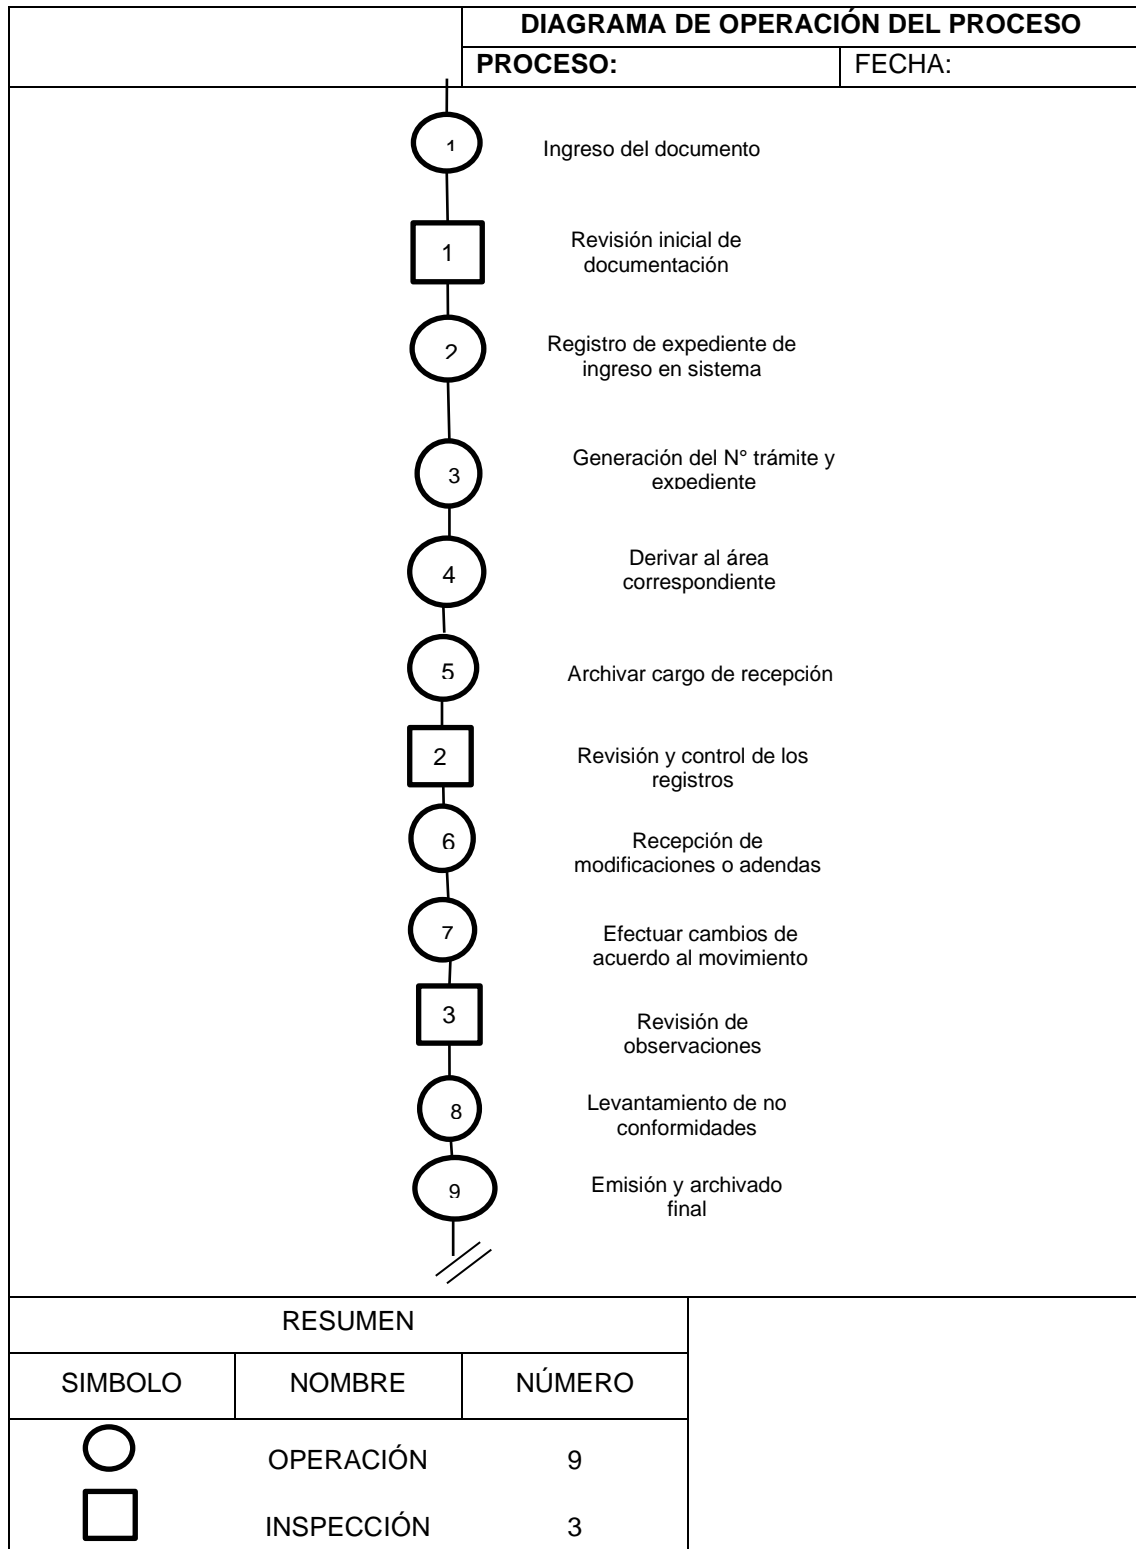 DIAGRAMA DE OPERACIÓN DEL PROCESO
PROCESO:
FECHA:
1
Ingreso del documento
1
Revisión inicial de
documentación
2
Registro de expediente de
ingreso en sistema
3
Generación del N° trámite y
expediente
4
Derivar al área
correspondiente
5
Archivar cargo de recepción
2
Revisión y control de los
registros
6
Recepción de
modificaciones o adendas
7
Efectuar cambios de
acuerdo al movimiento
3
Revisión de
observaciones
8
Levantamiento de no
conformidades
9
Emisión y archivado
final
RESUMEN
SIMBOLO
NOMBRE
NÚMERO
OPERACIÓN
9
INSPECCIÓN
3